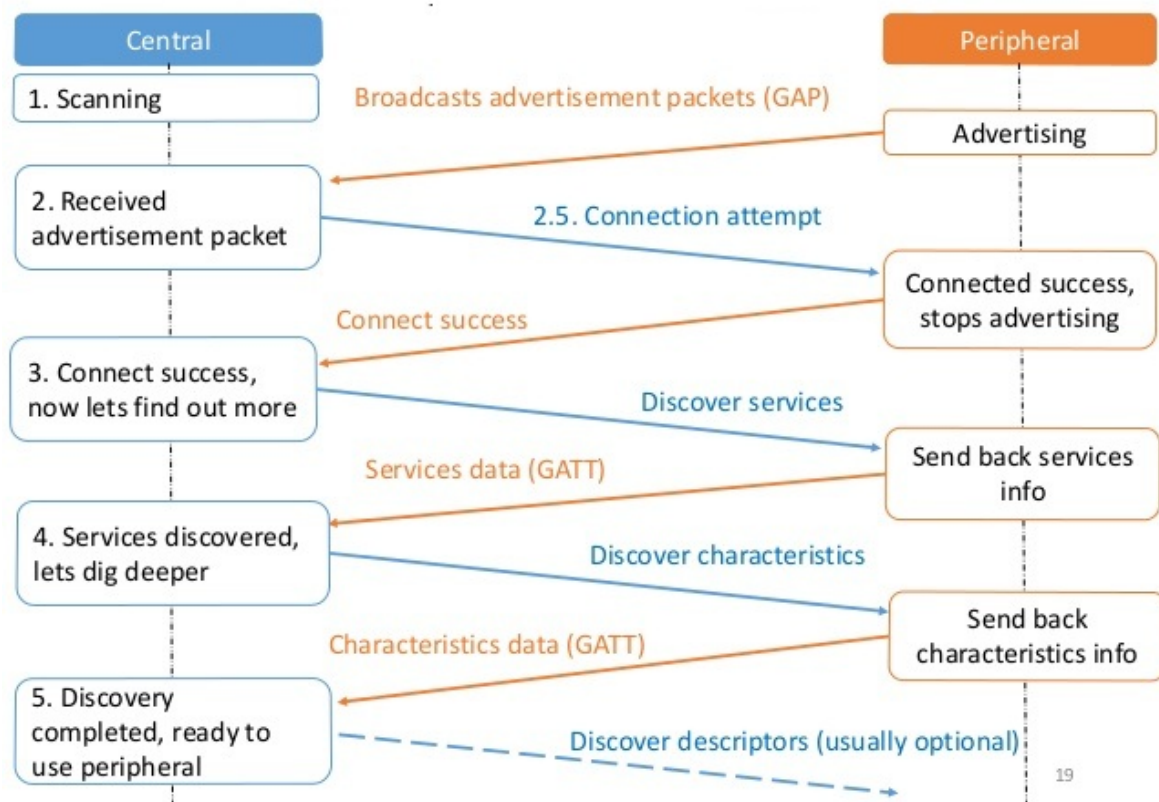 Central
Peripheral
1. Scanning
Broadcasts advertisement packets (GAP)
Advertising
2. Received
advertisement packet
2.5. Connection attempt
Connected success,
stops advertising
Connect success
3. Connect success,
now lets find out more
Discover services
Send back services
info
Services data (GATT)
4. Services discovered,
lets dig deeper
Discover characteristics
Send back
characteristics info
Characteristics data (GATT)
5. Discovery
completed, ready to
use peripheral
Discover descriptors (usually optional)
19